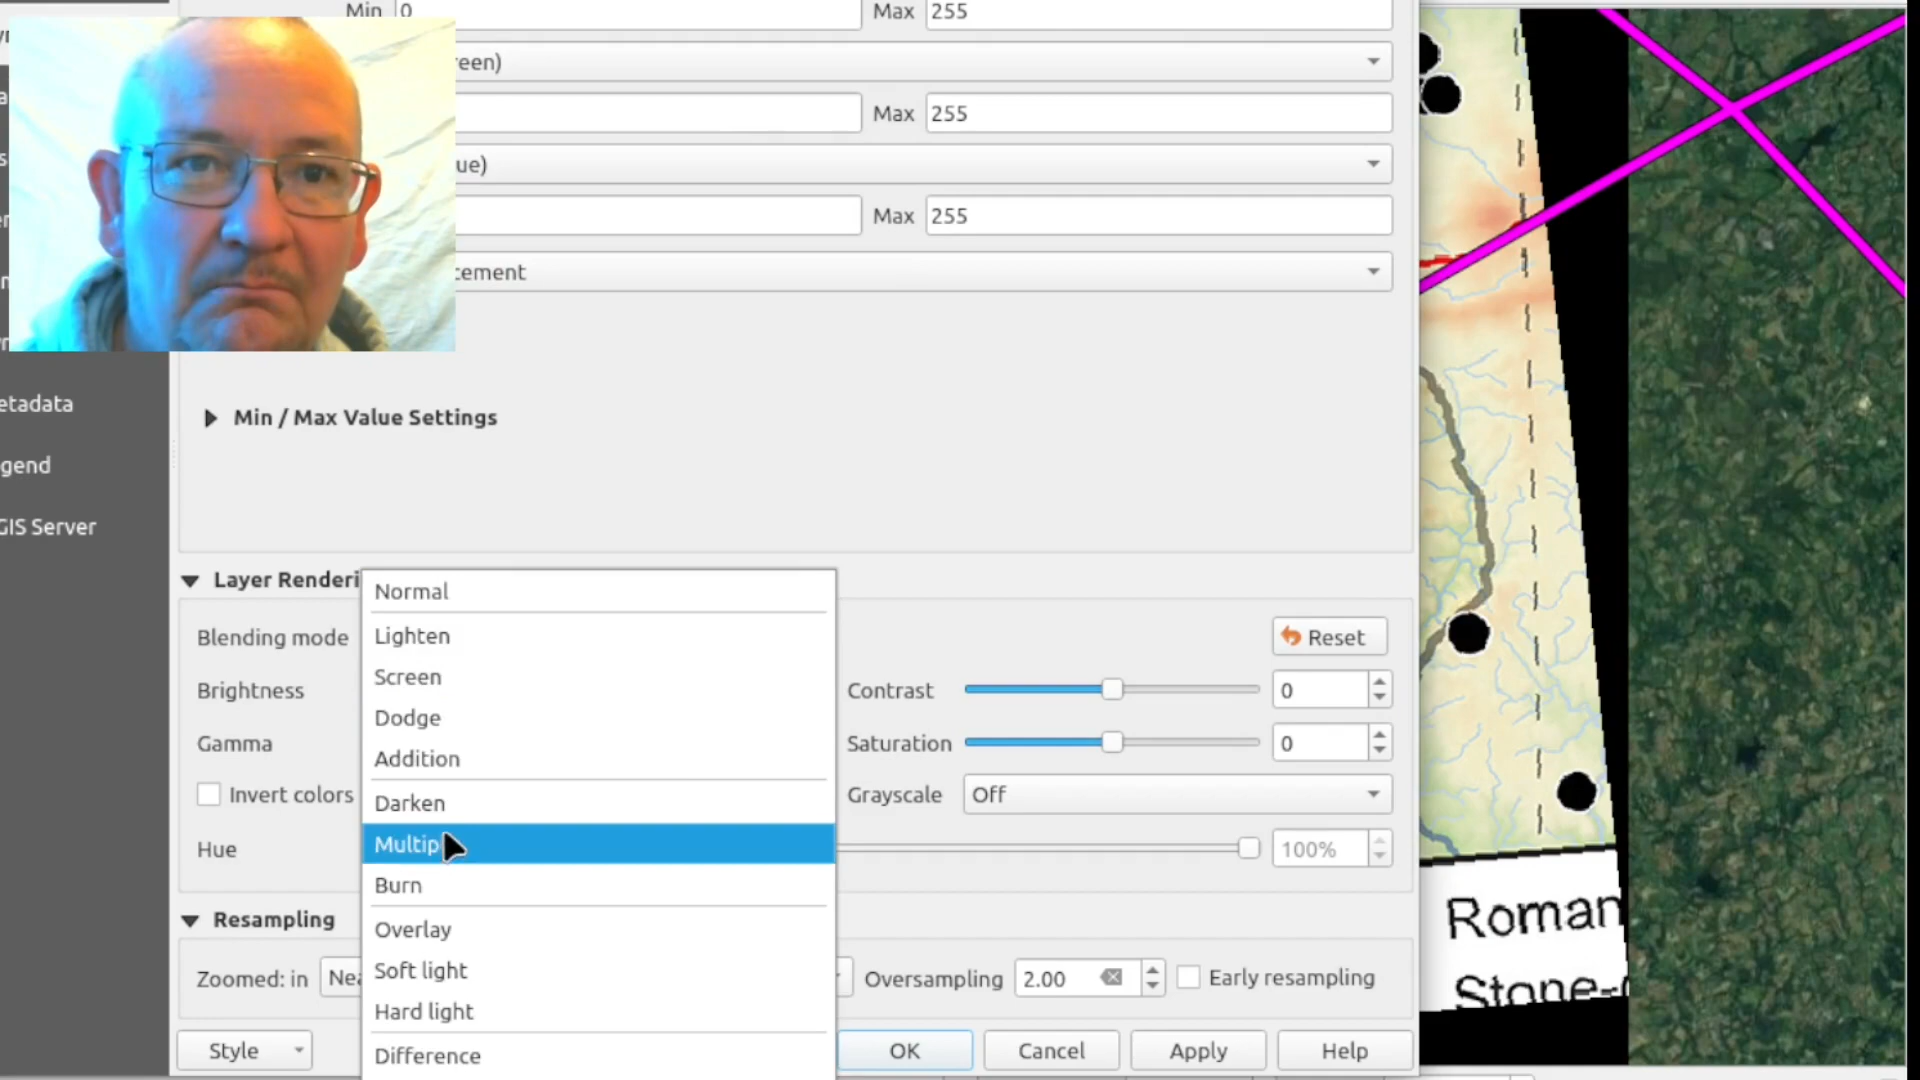 Min 0 Max 255
een)
Max 255
ue)
Max 255
cement
etadata
Min / Max Value Settings
gend
GIS Server
Layer Renderi
Normal
Blending mode
Lighten
Reset
Screen
Brightness
Contrast 0
Dodge
Gamma
Saturation 0
Addition
Invert colors
Darken
Grayscale Off
Multip
Hue
100%
Burn
Resampling
Overlay
Zoomed: in Nea
Soft light
Oversampling 2.00 Early resampling
Hard light
Style
Difference
OK Cancel Apply Help
Roman
Stone-